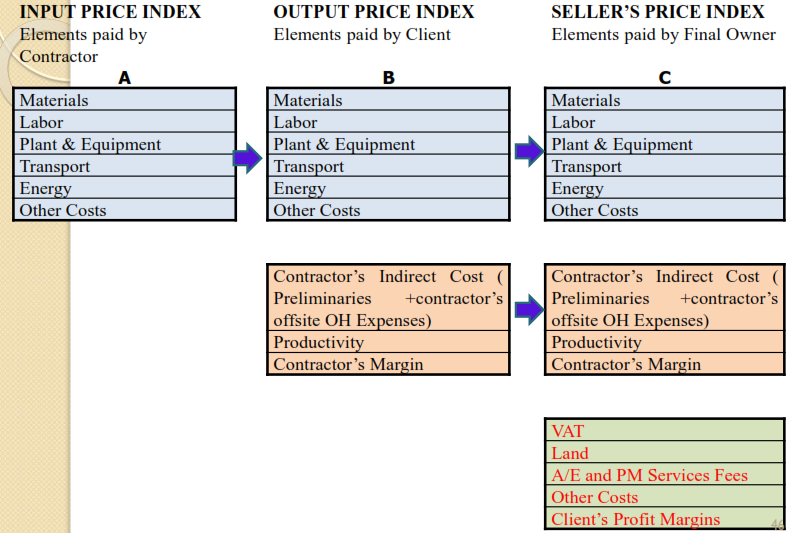 INPUT PRICE INDEX
Elements paid by
Contractor
A
Materials
Labor
Plant & Equipment
Transport
Energy
Other Costs
OUTPUT PRICE INDEX
Elements paid by Client
B
Materials
Labor
Plant & Equipment
Transport
Energy
Other Costs
Contractor's Indirect Cost (
Preliminaries +contractor's
offsite OH Expenses)
Productivity
Contractor's Margin
SELLER'S PRICE INDEX
Elements paid by Final Owner
C
Materials
Labor
Plant & Equipment
Transport
Energy
Other Costs
Contractor's Indirect Cost (
Preliminaries +contractor's
offsite OH Expenses)
Productivity
Contractor's Margin
VAT
Land
A/E and PM Services Fees
Other Costs
Client's Profit Margins
46